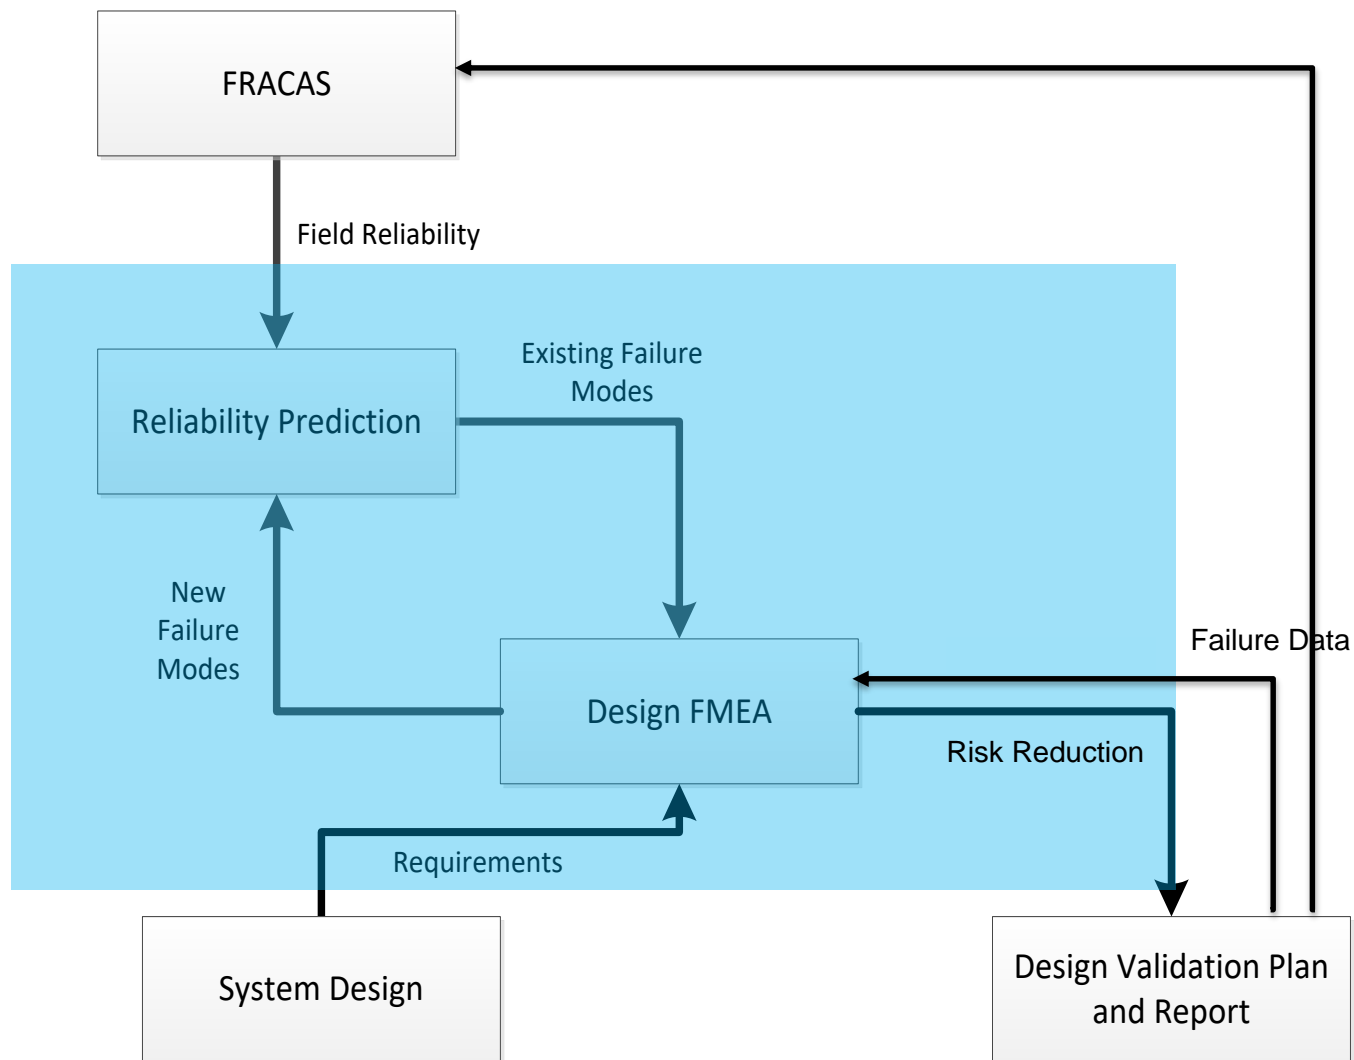 FRACAS
Field Reliability
Existing Failure
Modes
Reliability Prediction
New
Failure
Modes
Failure Data
Design FMEA
Risk Reduction
Requirements
System Design
Design Validation Plan
and Report